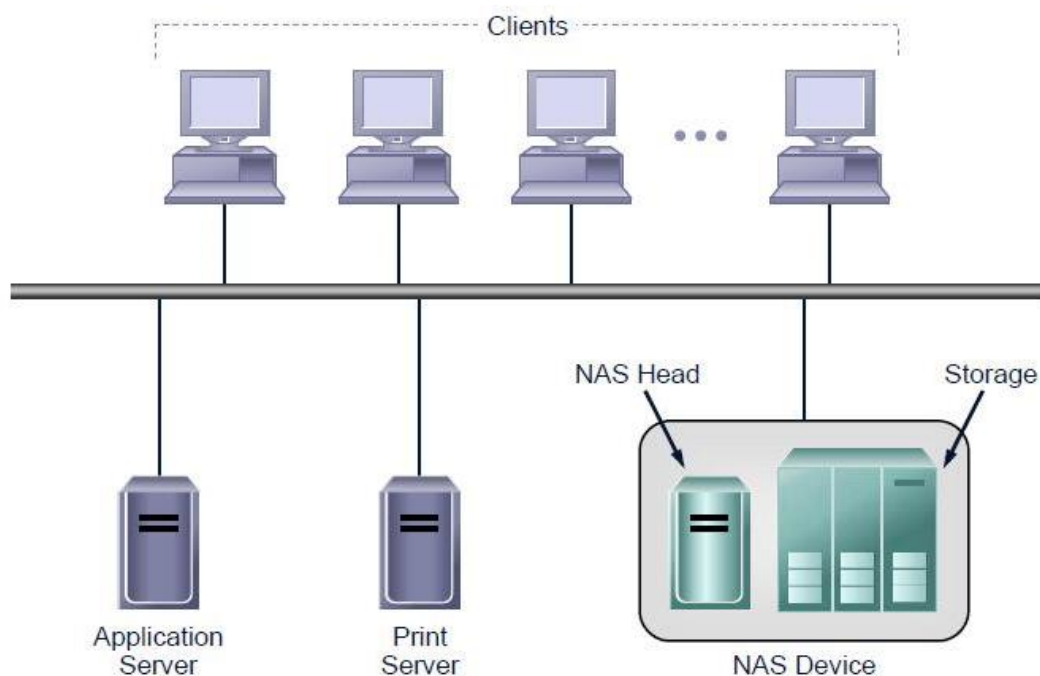 Clients
NAS Head
Storage
Application
Server
Print
Server
NAS Device